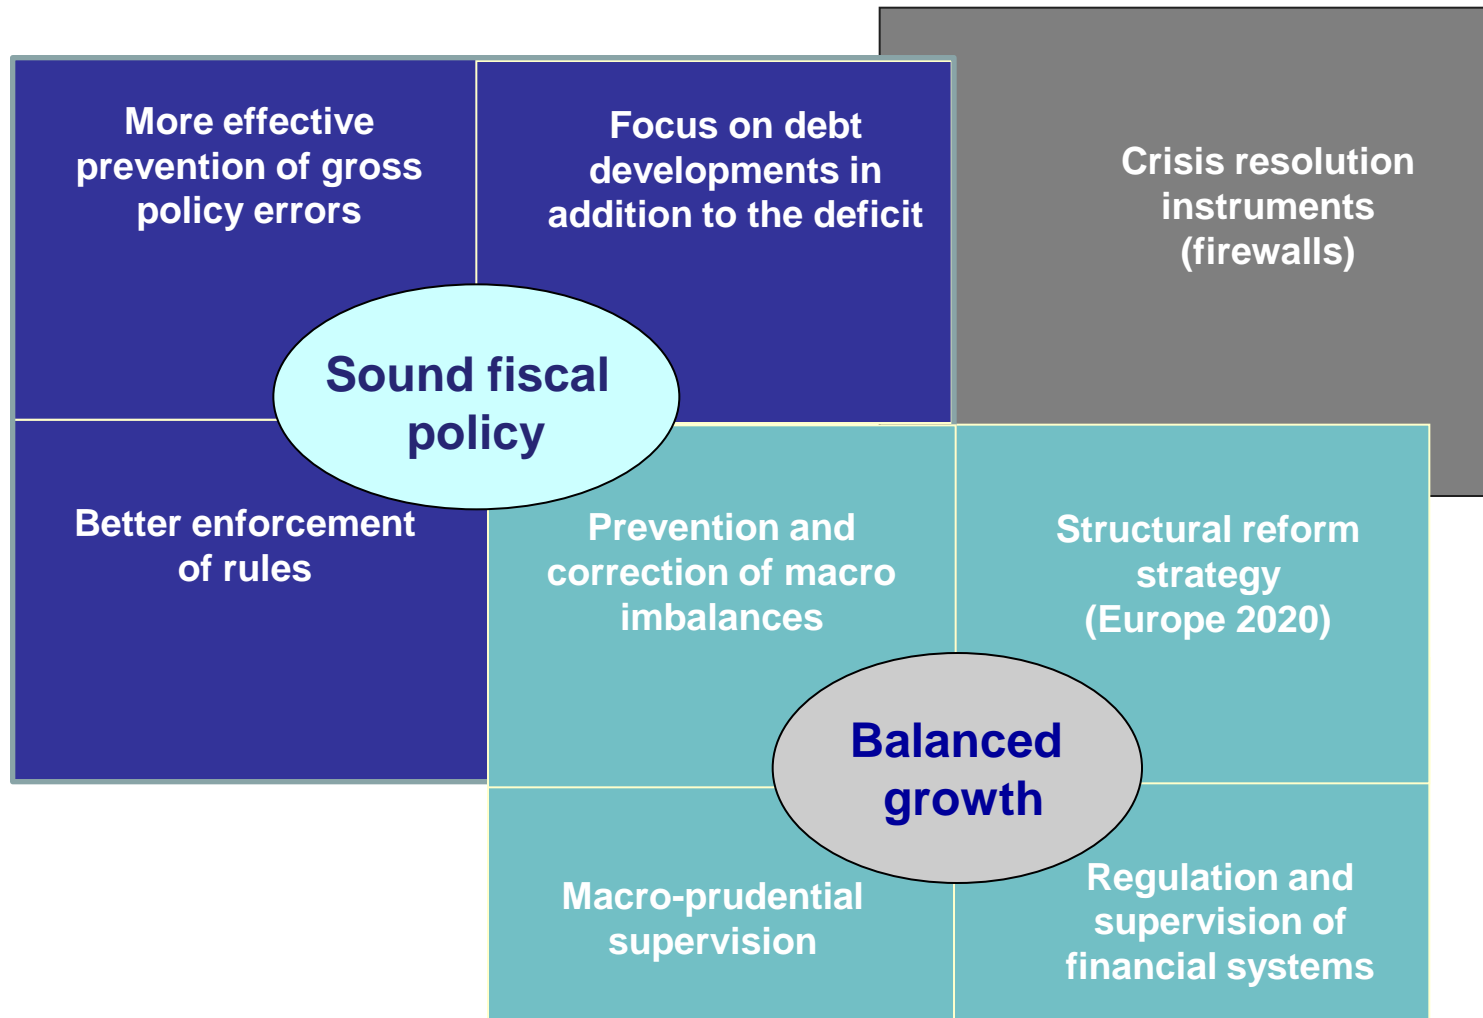 More effective
prevention of gross
policy errors
Focus on debt
developments in
addition to the deficit
Crisis resolution
instruments
(firewalls)
Sound fiscal
policy
Better enforcement
of rules
Prevention and
correction of macro
imbalances
Structural reform
strategy
(Europe 2020)
Balanced
growth
Macro-prudential
supervision
Regulation and
supervision of
financial systems